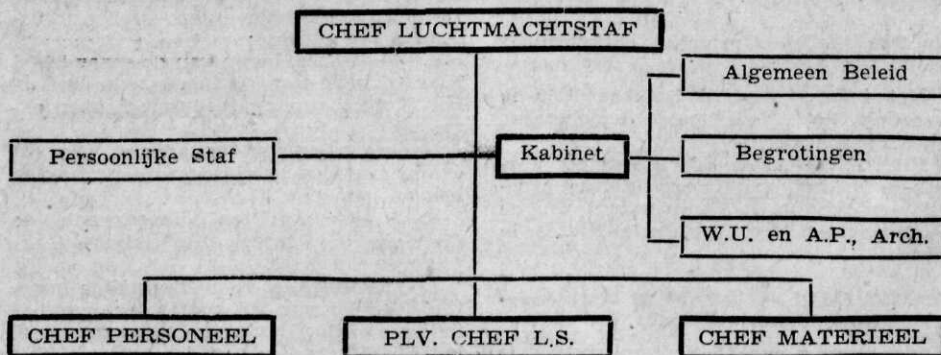 CHEF LUCHTMACHTSTAF
Algemeen Beleid
Persoonlijke Staf
Kabinet
Begrotingen
W.U. en A.P., Arch.
CHEF PERSONEEL
PLV. CHEF L.S.
CHEF MATERIEEL